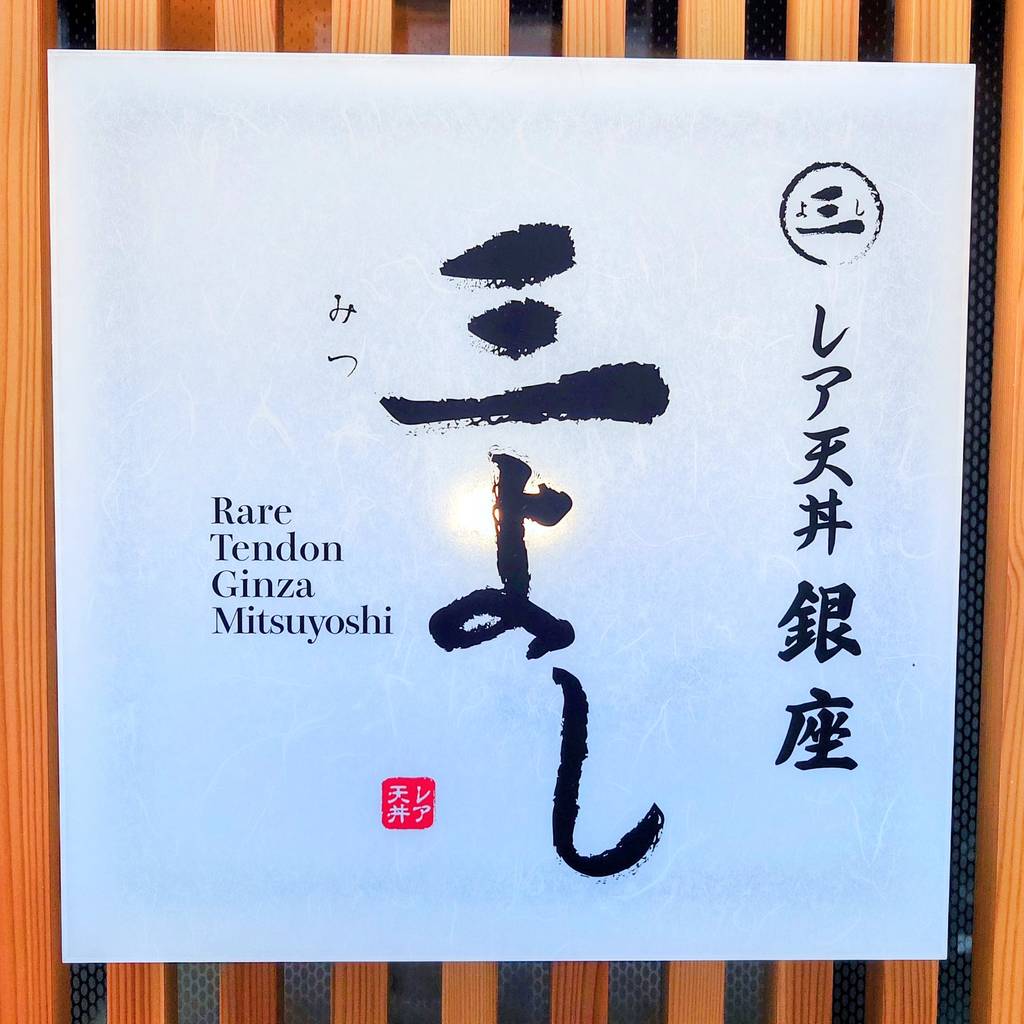 三よし
レア天丼 銀座
三よし
みつ
Rare
Tendon
Ginza
Mitsuyoshi
レア
天丼